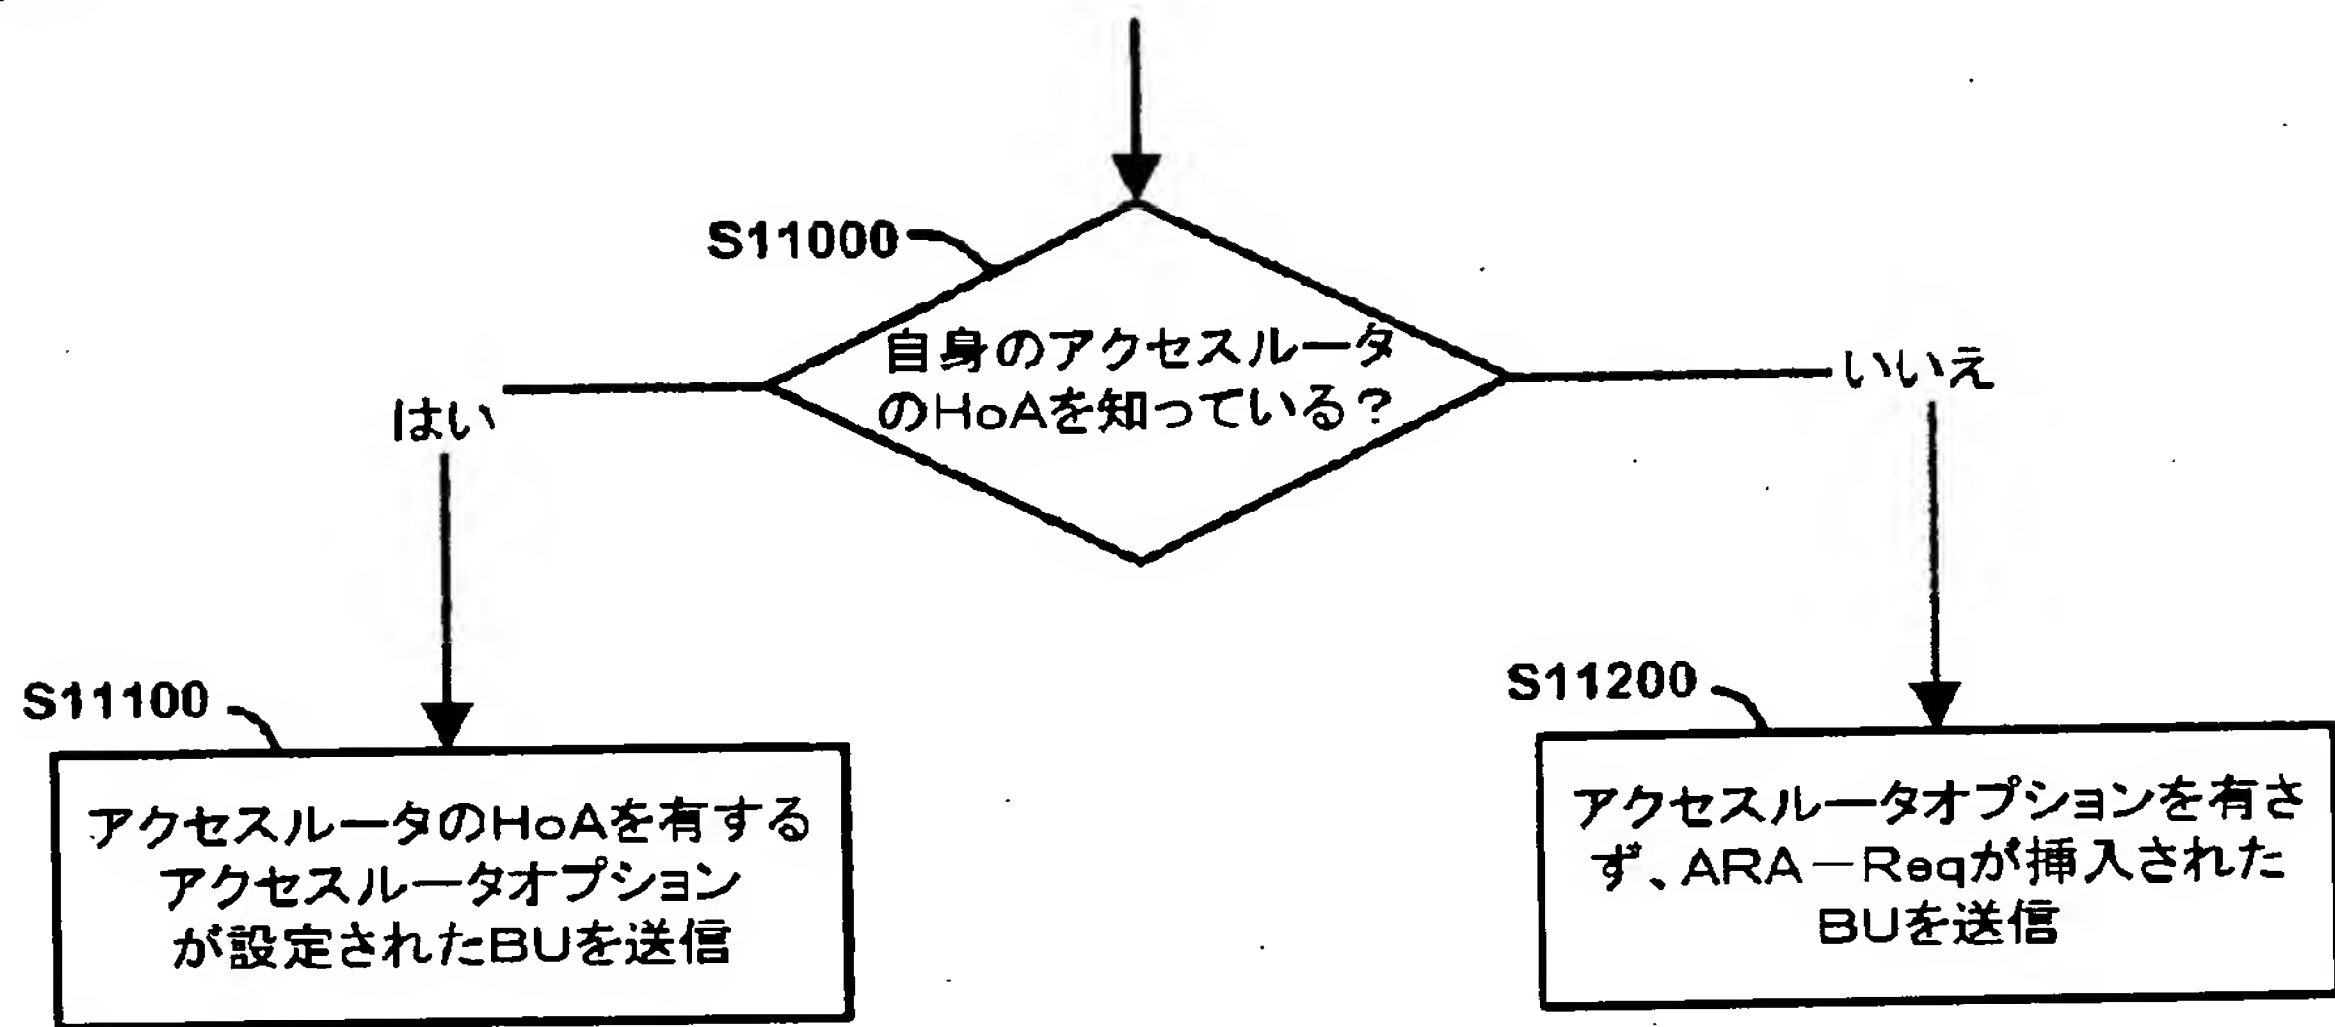 S11000
自身のアクセスルータ
のHoAを知っている？
はい
いいえ
S11100
アクセスルータのHoAを有する
アクセスルータオプション
が設定されたBUを送信
S11200
アクセスルータオプションを有さ
ず、ARA－Reqが挿入された
BUを送信